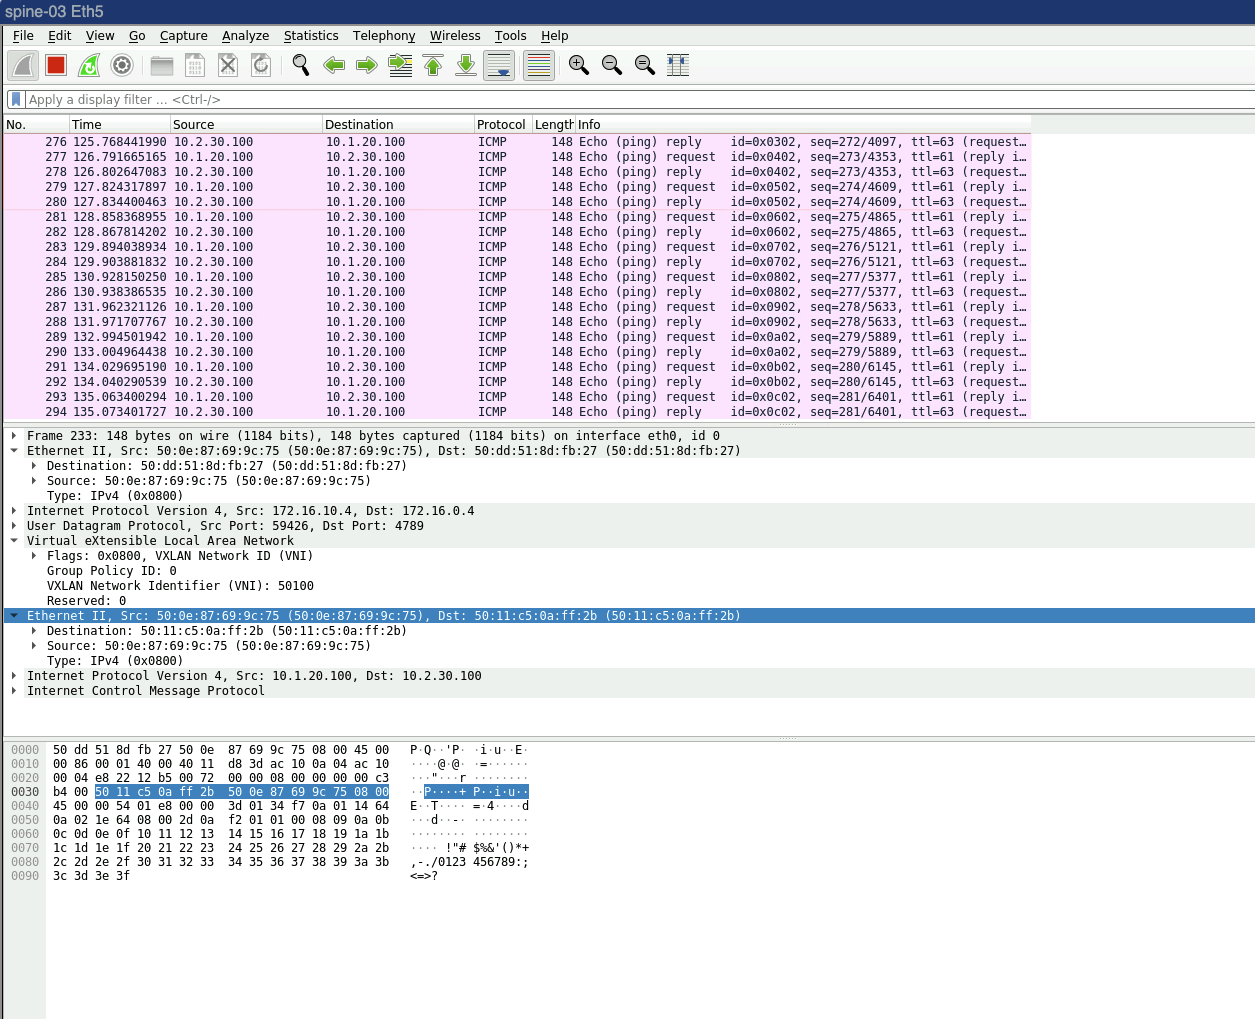 spine-03 Eth5
File Edit View Go Capture Analyze Statistics Telephony Wireless Tools Help
Apply a display filter … <Ctrl-/>
No. Time Source Destination Protocol Length Info
276 125.768441990 10.2.30.100 10.1.20.100 ICMP 148 Echo (ping) reply id=0x0302, seq=272/4097, ttl=63 (request…
277 126.791665165 10.1.20.100 10.2.30.100 ICMP 148 Echo (ping) request id=0x0402, seq=273/4353, ttl=61 (reply i…
278 126.802647083 10.2.30.100 10.1.20.100 ICMP 148 Echo (ping) reply id=0x0402, seq=273/4353, ttl=63 (request…
279 127.824317897 10.1.20.100 10.2.30.100 ICMP 148 Echo (ping) request id=0x0502, seq=274/4609, ttl=61 (reply i…
280 127.834400463 10.2.30.100 10.1.20.100 ICMP 148 Echo (ping) reply id=0x0502, seq=274/4609, ttl=63 (request…
281 128.858368955 10.1.20.100 10.2.30.100 ICMP 148 Echo (ping) request id=0x0602, seq=275/4865, ttl=61 (reply i…
282 128.867814202 10.2.30.100 10.1.20.100 ICMP 148 Echo (ping) reply id=0x0602, seq=275/4865, ttl=63 (request…
283 129.894038934 10.1.20.100 10.2.30.100 ICMP 148 Echo (ping) request id=0x0702, seq=276/5121, ttl=61 (reply i…
284 129.903881832 10.2.30.100 10.1.20.100 ICMP 148 Echo (ping) reply id=0x0702, seq=276/5121, ttl=63 (request…
285 130.928150250 10.1.20.100 10.2.30.100 ICMP 148 Echo (ping) request id=0x0802, seq=277/5377, ttl=61 (reply i…
286 130.938386535 10.2.30.100 10.1.20.100 ICMP 148 Echo (ping) reply id=0x0802, seq=277/5377, ttl=63 (request…
287 131.962321126 10.1.20.100 10.2.30.100 ICMP 148 Echo (ping) request id=0x0902, seq=278/5633, ttl=61 (reply i…
288 131.971707767 10.2.30.100 10.1.20.100 ICMP 148 Echo (ping) reply id=0x0902, seq=278/5633, ttl=63 (request…
289 132.994501942 10.1.20.100 10.2.30.100 ICMP 148 Echo (ping) request id=0x0a02, seq=279/5889, ttl=61 (reply i…
290 133.004964438 10.2.30.100 10.1.20.100 ICMP 148 Echo (ping) reply id=0x0a02, seq=279/5889, ttl=63 (request…
291 134.029695190 10.1.20.100 10.2.30.100 ICMP 148 Echo (ping) request id=0x0b02, seq=280/6145, ttl=61 (reply i…
292 134.040290539 10.2.30.100 10.1.20.100 ICMP 148 Echo (ping) reply id=0x0b02, seq=280/6145, ttl=63 (request…
293 135.063400294 10.1.20.100 10.2.30.100 ICMP 148 Echo (ping) request id=0x0c02, seq=281/6401, ttl=61 (reply i…
294 135.073401727 10.2.30.100 10.1.20.100 ICMP 148 Echo (ping) reply id=0x0c02, seq=281/6401, ttl=63 (request…
Frame 233: 148 bytes on wire (1184 bits), 148 bytes captured (1184 bits) on interface eth0, id 0
Ethernet II, Src: 50:0e:87:69:9c:75 (50:0e:87:69:9c:75), Dst: 50:dd:51:8d:fb:27 (50:dd:51:8d:fb:27)
Destination: 50:dd:51:8d:fb:27 (50:dd:51:8d:fb:27)
Source: 50:0e:87:69:9c:75 (50:0e:87:69:9c:75)
Type: IPv4 (0x0800)
Internet Protocol Version 4, Src: 172.16.10.4, Dst: 172.16.0.4
User Datagram Protocol, Src Port: 59426, Dst Port: 4789
Virtual eXtensible Local Area Network
Flags: 0x0800, VXLAN Network ID (VNI)
Group Policy ID: 0
VXLAN Network Identifier (VNI): 50100
Reserved: 0
Ethernet II, Src: 50:0e:87:69:9c:75 (50:0e:87:69:9c:75), Dst: 50:11:c5:0a:ff:2b (50:11:c5:0a:ff:2b)
Destination: 50:11:c5:0a:ff:2b (50:11:c5:0a:ff:2b)
Source: 50:0e:87:69:9c:75 (50:0e:87:69:9c:75)
Type: IPv4 (0x0800)
Internet Protocol Version 4, Src: 10.1.20.100, Dst: 10.2.30.100
Internet Control Message Protocol
0000 50 dd 51 8d fb 27 50 0e 87 69 9c 75 08 00 45 00 P·Q··'P· ·i·u··E·
0010 00 86 00 01 40 00 40 11 d8 3d ac 10 0a 04 ac 10 ····@·@· ·=······
0020 00 04 e8 22 12 b5 00 72 00 00 08 00 00 00 00 c3 ···"···r ········
0030 b4 00 50 11 c5 0a ff 2b 50 0e 87 69 9c 75 08 00 ··P····+ P··i·u··
0040 45 00 00 54 01 e8 00 00 3d 01 34 f7 0a 01 14 64 E··T···· =·4····d
0050 0a 02 1e 64 08 00 2d 0a f2 01 01 00 08 09 0a 0b ···d··-· ········
0060 0c 0d 0e 0f 10 11 12 13 14 15 16 17 18 19 1a 1b ········ ········
0070 1c 1d 1e 1f 20 21 22 23 24 25 26 27 28 29 2a 2b ···· !"# $%&'()*+
0080 2c 2d 2e 2f 30 31 32 33 34 35 36 37 38 39 3a 3b ,-./0123 456789:;
0090 3c 3d 3e 3f <=>?